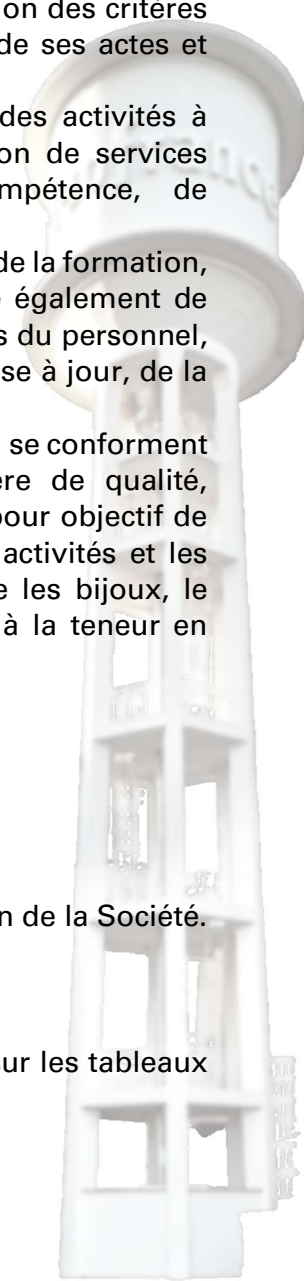 on des critères
de ses actes et
des activités à
on de services
mpétence, de
de la formation,
également de
s du personnel,
se à jour, de la
se conforment
re de qualité,
pour objectif de
activités et les
e les bijoux, le
à la teneur en
n de la Société.
sur les tableaux